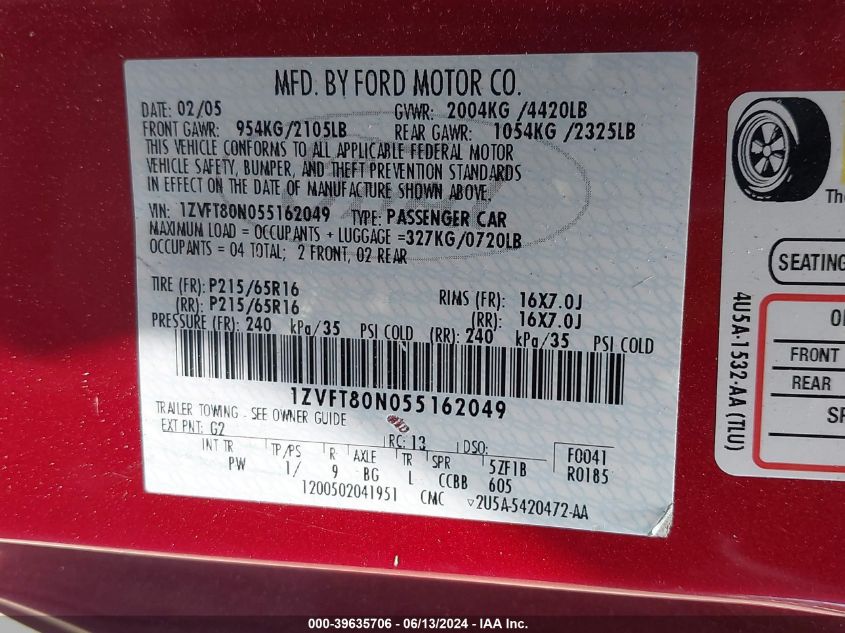 MFD. BY FORD MOTOR CO.
DATE: 02/05 GVWR: 2004KG /4420LB
FRONT GAWR: 954KG/2105LB REAR GAWR: 1054KG /2325LB
THIS VEHICLE CONFORMS TO ALL APPLICABLE FEDERAL MOTOR
VEHICLE SAFETY, BUMPER, AND THEFT PREVENTION STANDARDS
IN EFFECT ON THE DATE OF MANUFACTURE SHOWN ABOVE.
VIN: 1ZVFT80N055162049 TYPE: PASSENGER CAR
MAXIMUM LOAD = OCCUPANTS + LUGGAGE =327KG/0720LB
OCCUPANTS = 04 TOTAL; 2 FRONT, 02 REAR
TIRE (FR): P215/65R16 RIMS (FR): 16X7.0J
(RR): P215/65R16 (RR): 16X7.0J
PRESSURE (FR): 240 kPa/35 PSI COLD (RR): 240 kPa/35 PSI COLD
1ZVFT80N055162049
TRAILER TOWING - SEE OWNER GUIDE
EXT PNT: G2 RC: 13 DSO:
INT TR TP/PS R AXLE TR SPR 5ZF1B F0041
PW 1/ 9 BG L CCBB 605 R0185
1200502041951 CMC 2U5A-5420472-AA
The
SEATING
FRONT
REAR
SP
4U5A-1532-AA (TLU)
000-39635706 - 06/13/2024 - IAA Inc.